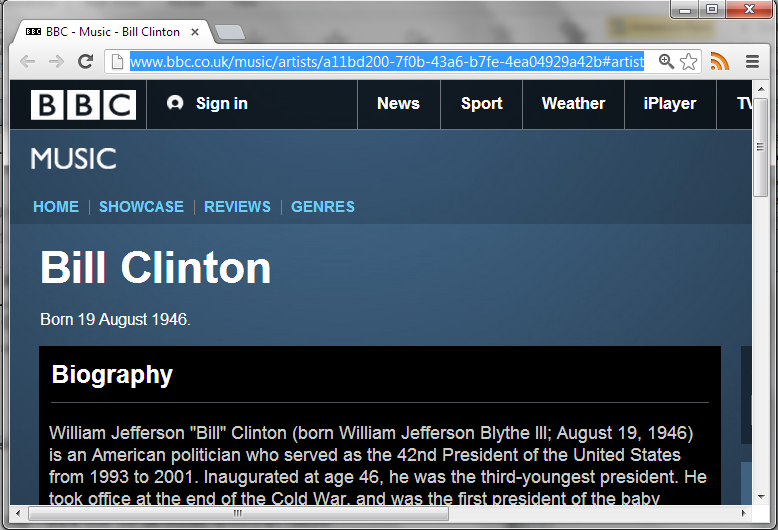 BBC - Music - Bill Clinton
www.bbc.co.uk/music/artists/a11bd200-7f0b-43a6-b7fe-4ea04929a42b#artist
BBC Sign in News Sport Weather iPlayer TV
MUSIC
HOME SHOWCASE REVIEWS GENRES
Bill Clinton
Born 19 August 1946.
Biography
William Jefferson "Bill" Clinton (born William Jefferson Blythe III; August 19, 1946)
is an American politician who served as the 42nd President of the United States
from 1993 to 2001. Inaugurated at age 46, he was the third-youngest president. He
took office at the end of the Cold War, and was the first president of the baby